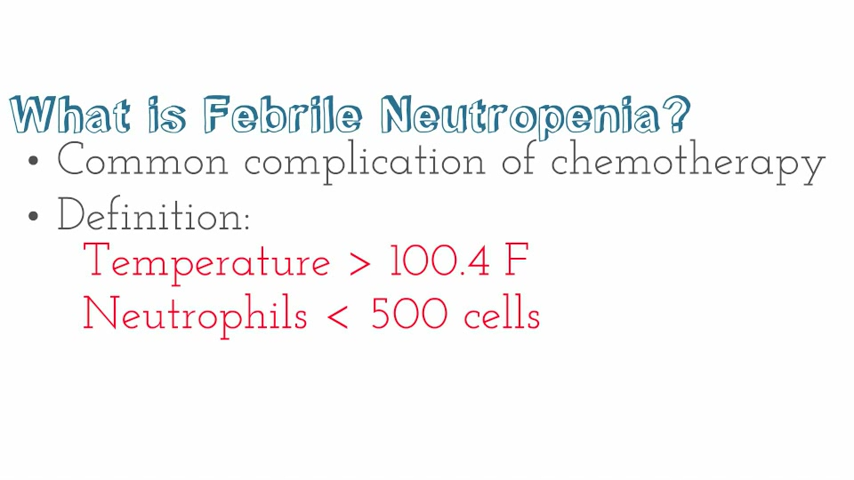 What is Febrile Neutropenia?
• Common complication of chemotherapy
• Definition:
Temperature > 100.4 F
Neutrophils < 500 cells